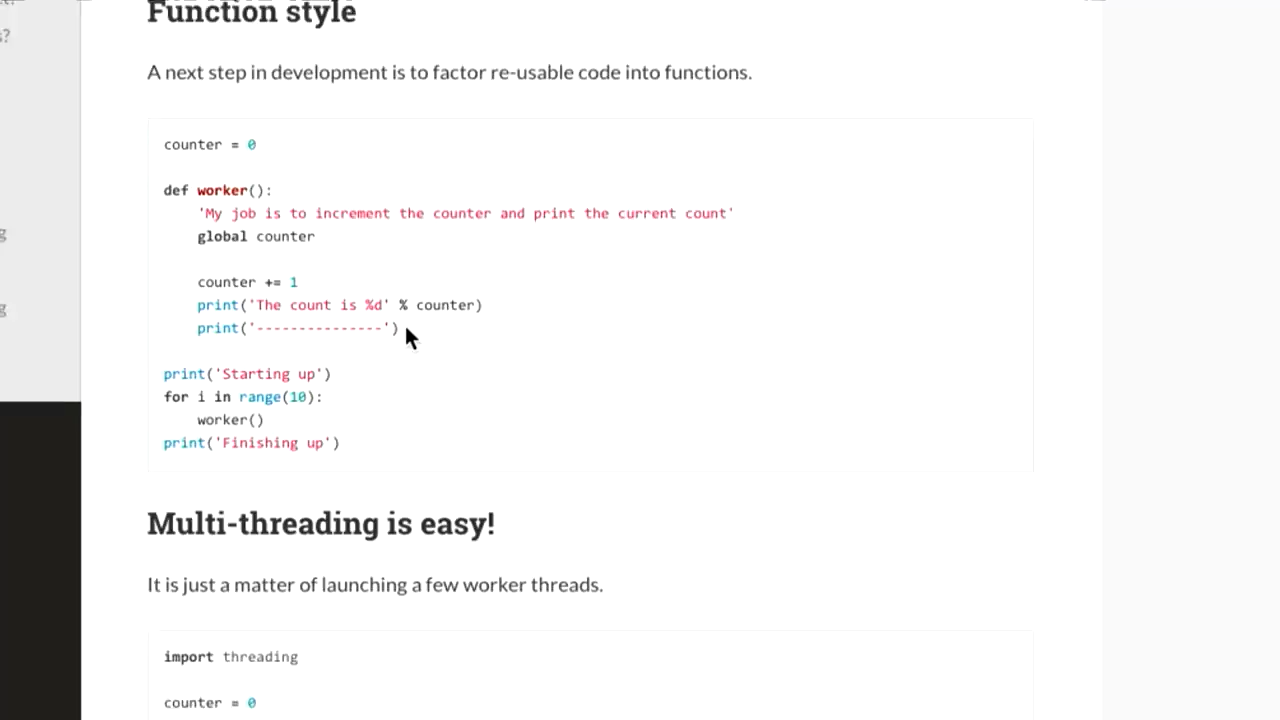 s?
g
g
Function style
A next step in development is to factor re-usable code into functions.
counter = 0
def worker():
    'My job is to increment the counter and print the current count'
    global counter
    counter += 1
    print('The count is %d' % counter)
    print('---------------')
print('Starting up')
for i in range(10):
    worker()
print('Finishing up')
Multi-threading is easy!
It is just a matter of launching a few worker threads.
import threading
counter = 0